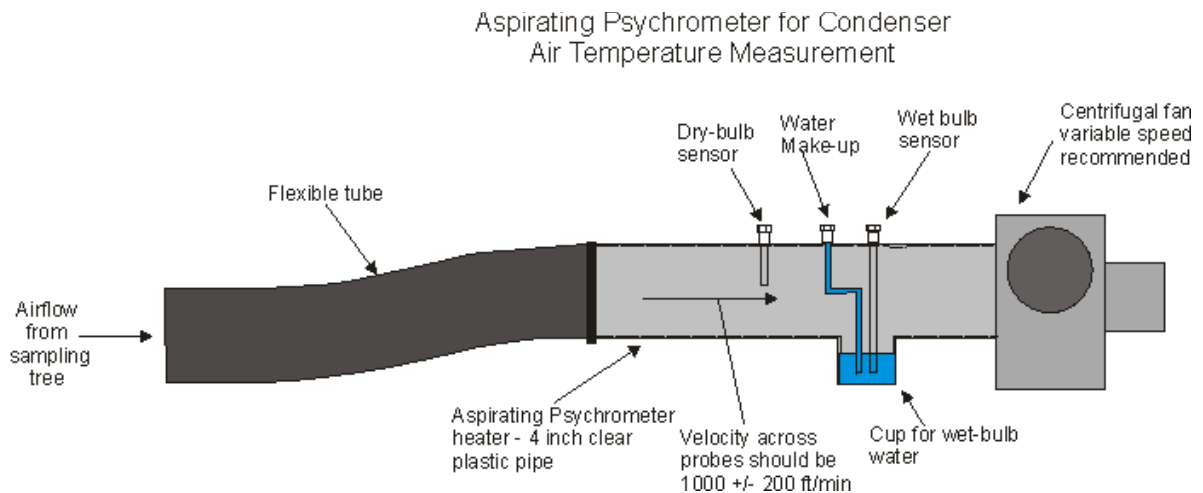 Aspirating Psychrometer for Condenser
Air Temperature Measurement
Dry-bulb
sensor
Water
Make-up
Wet bulb
sensor
Centrifugal fan
variable speed
recommended
Flexible tube
Airflow
from
sampling
tree
Aspirating Psychrometer
heater - 4 inch clear
plastic pipe
Velocity across
probes should be
1000 +/- 200 ft/min
Cup for wet-bulb
water